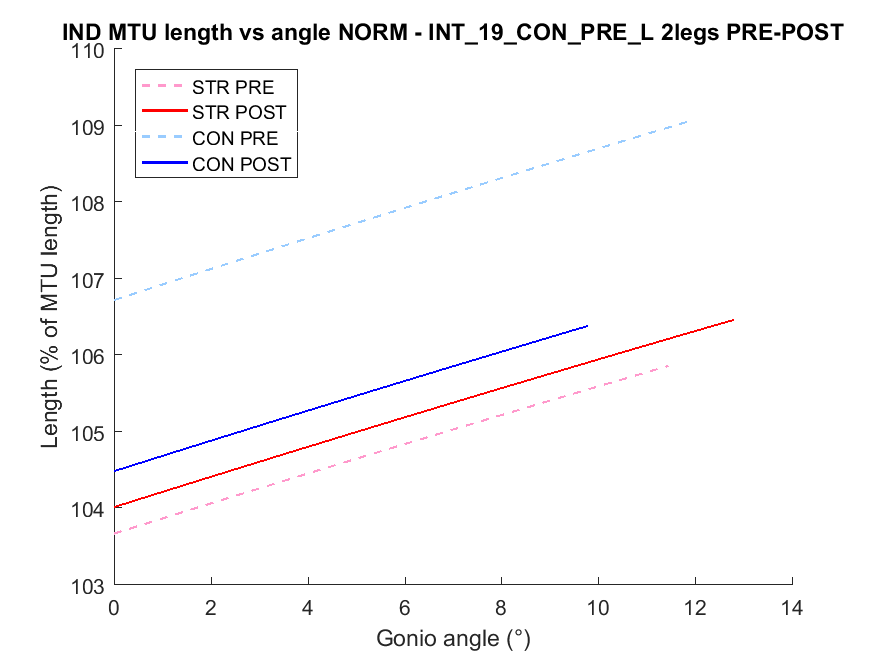 IND MTU length vs angle NORM - INT_19_CON_PRE_L 2legs PRE-POST
110
109
108
107
106
105
104
103
Length (% of MTU length)
STR PRE
STR POST
CON PRE
CON POST
0 2 4 6 8 10 12 14
Gonio angle (°)